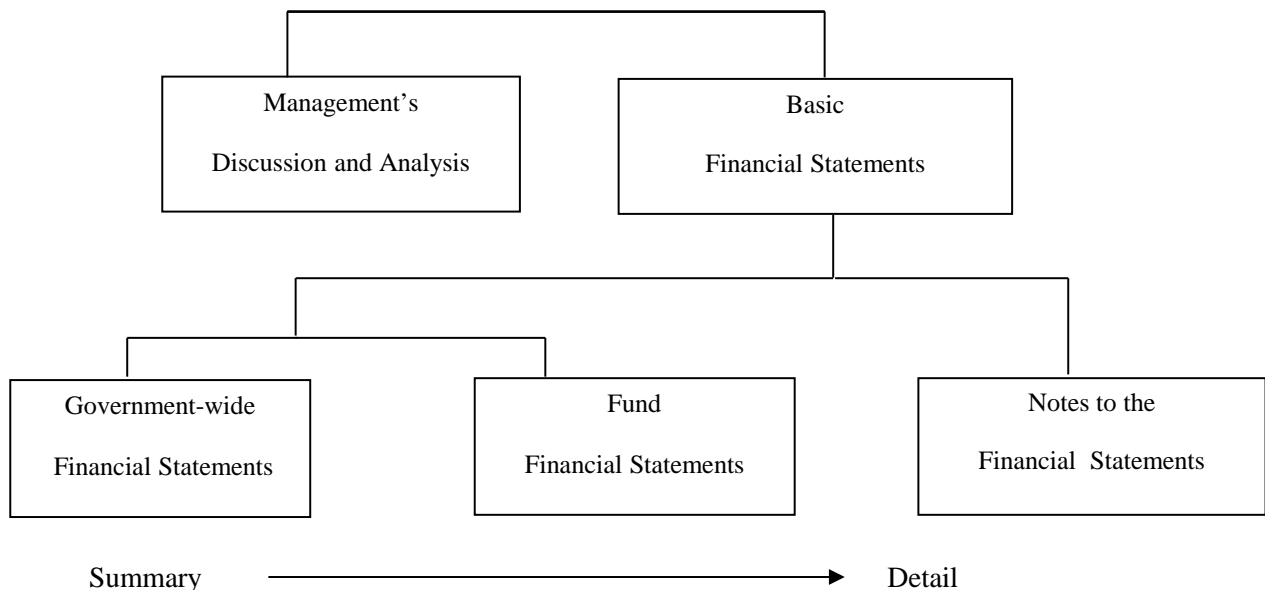 Management’s
Discussion and Analysis
Basic
Financial Statements
Government-wide
Financial Statements
Fund
Financial Statements
Notes to the
Financial Statements
Summary
Detail